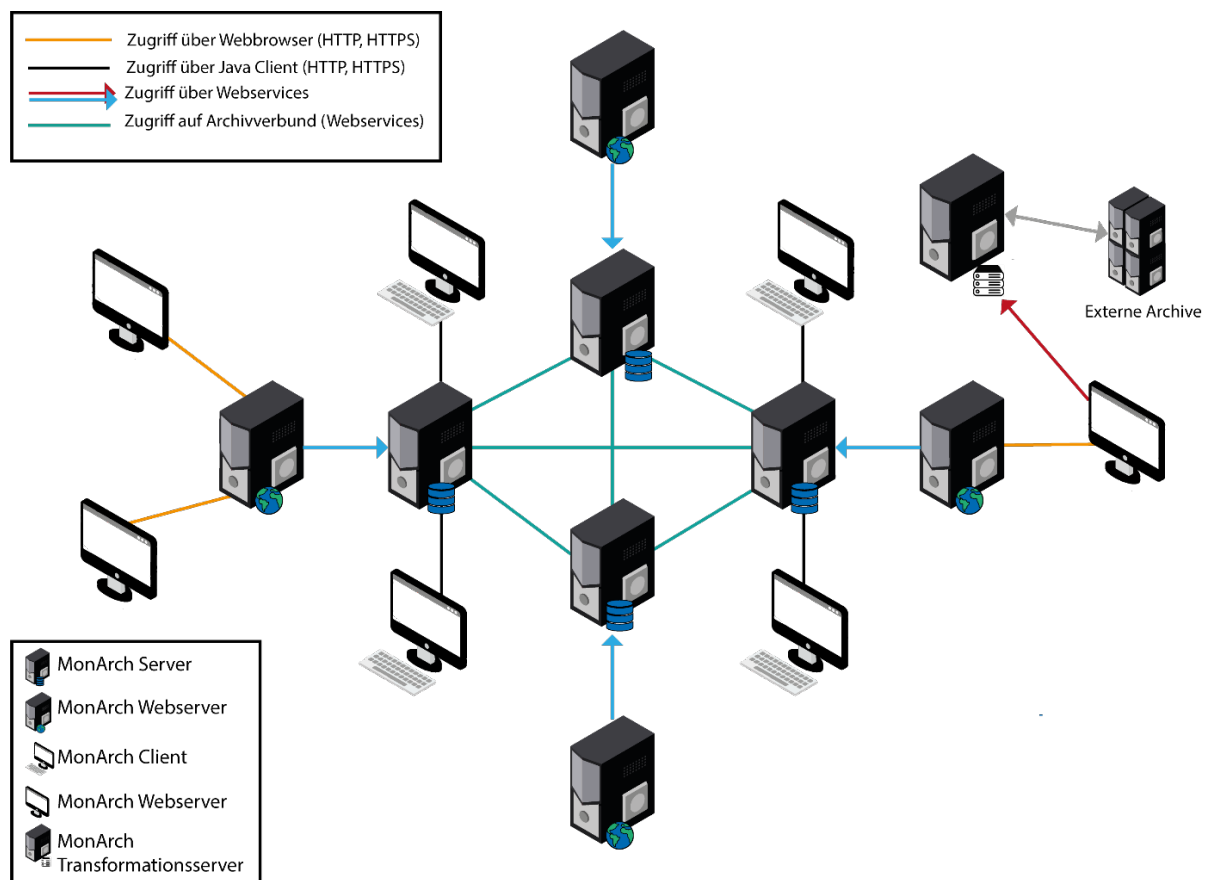 Zugriff über Webbrowser (HTTP, HTTPS)
Zugriff über Java Client (HTTP, HTTPS)
Zugriff über Webservices
Zugriff auf Archivverbund (Webservices)
Externe Archive
MonArch Server
MonArch Webserver
MonArch Client
MonArch Webserver
MonArch
Transformationsserver